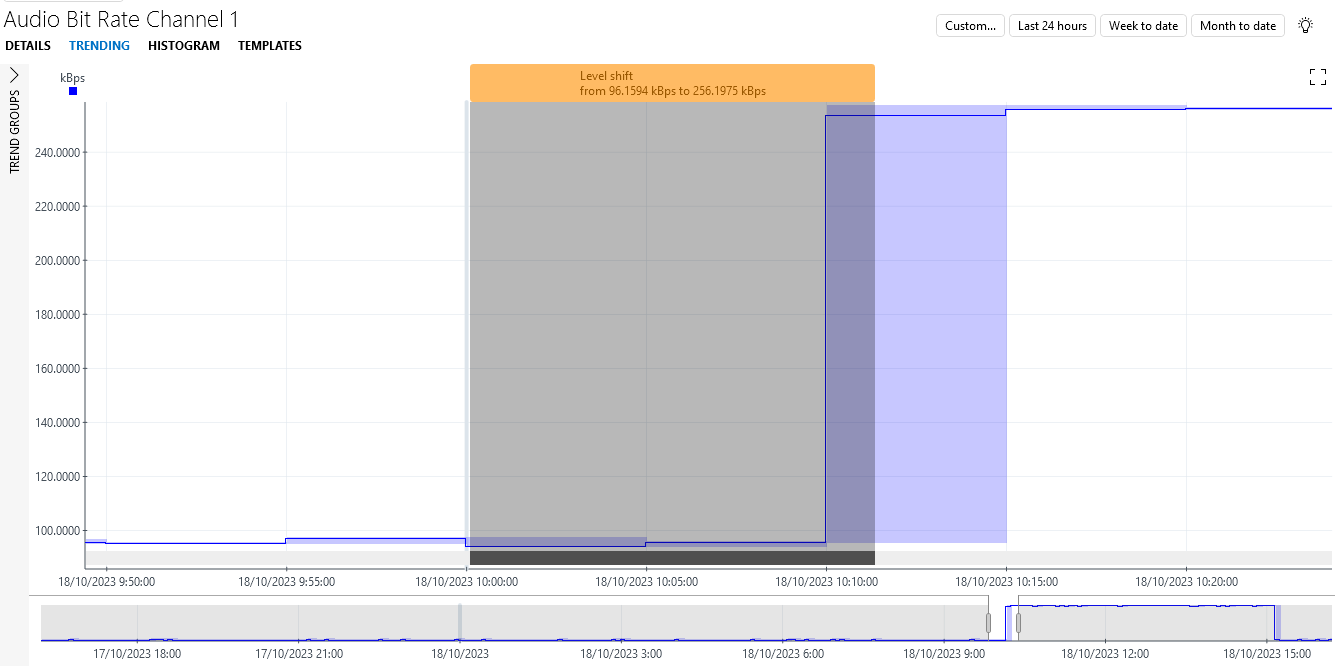 Audio Bit Rate Channel 1
Custom... Last 24 hours Week to date Month to date
DETAILS TRENDING HISTOGRAM TEMPLATES
TREND GROUPS
kBps
Level shift
from 96.1594 kBps to 256.1975 kBps
240.0000
220.0000
200.0000
180.0000
160.0000
140.0000
120.0000
100.0000
18/10/2023 9:50:00 18/10/2023 9:55:00 18/10/2023 10:00:00 18/10/2023 10:05:00 18/10/2023 10:10:00 18/10/2023 10:15:00 18/10/2023 10:20:00
17/10/2023 18:00 17/10/2023 21:00 18/10/2023 18/10/2023 3:00 18/10/2023 6:00 18/10/2023 9:00 18/10/2023 12:00 18/10/2023 15:00